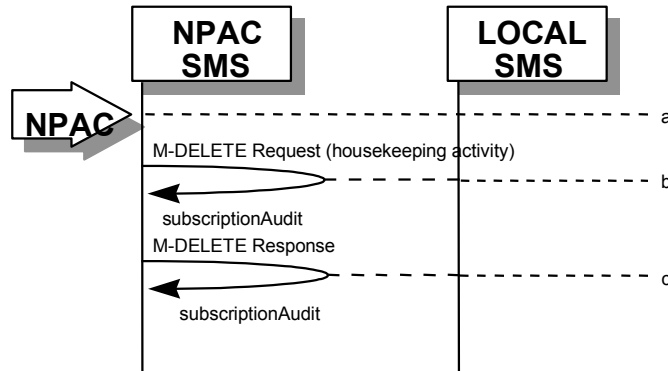 NPAC
SMS
LOCAL
SMS
NPAC
a
M-DELETE Request (housekeeping activity)
b
subscriptionAudit
M-DELETE Response
c
subscriptionAudit